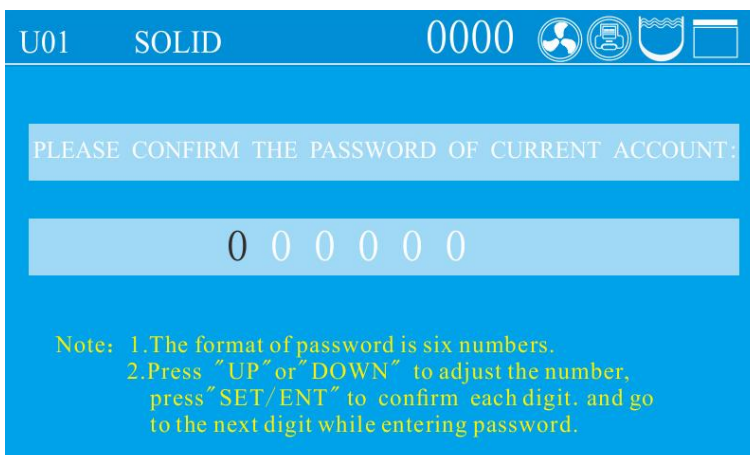 U01 SOLID 0000
PLEASE CONFIRM THE PASSWORD OF CURRENT ACCOUNT:
0 0 0 0 0 0
Note: 1.The format of password is six numbers.
2.Press "UP"or"DOWN" to adjust the number,
press"SET/ENT" to confirm each digit. and go
to the next digit while entering password.